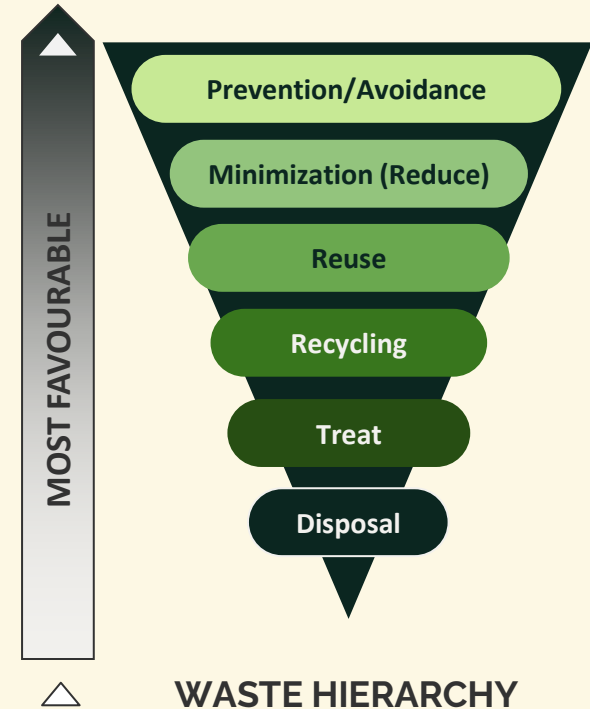 MOST FAVOURABLE
Prevention/Avoidance
Minimization (Reduce)
Reuse
Recycling
Treat
Disposal
WASTE HIERARCHY